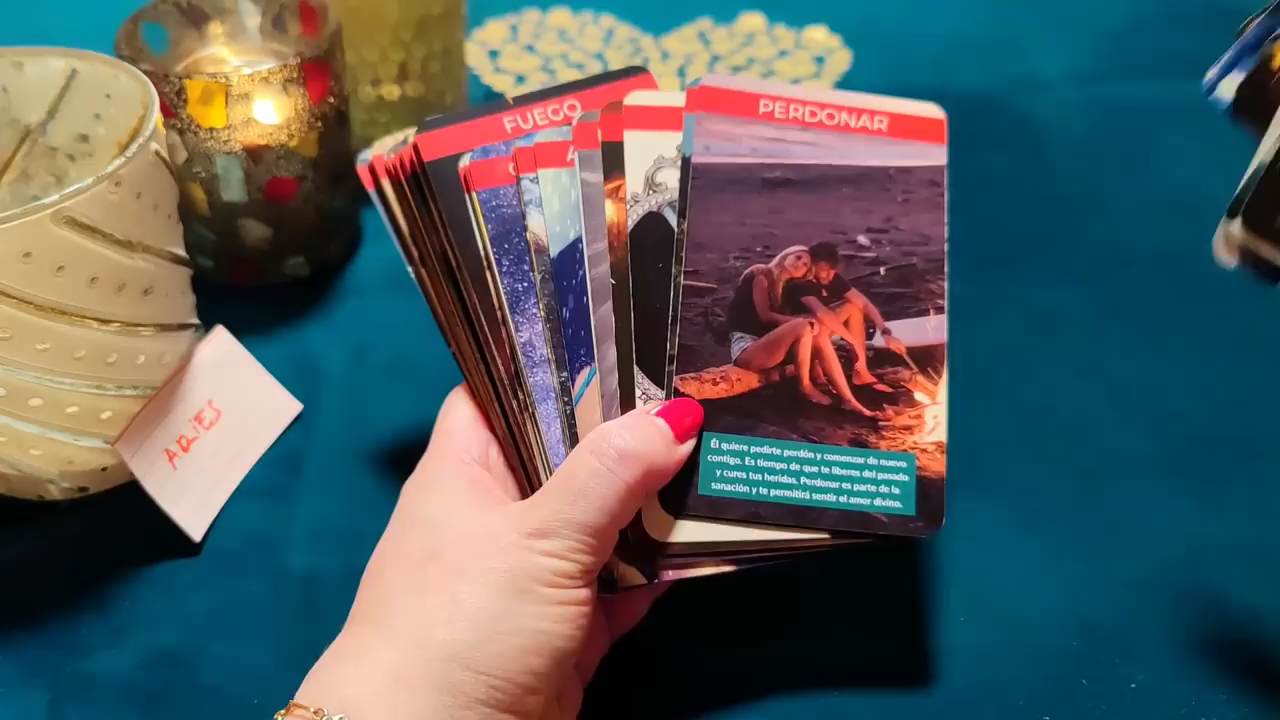 FUEGO
PERDONAR
Él quiere pedirte perdón y comenzar de nuevo
contigo. Es tiempo de que te liberes del pasado
y cures tus heridas. Perdonar es parte de la
sanación y te permitirá sentir el amor divino.
ARIES